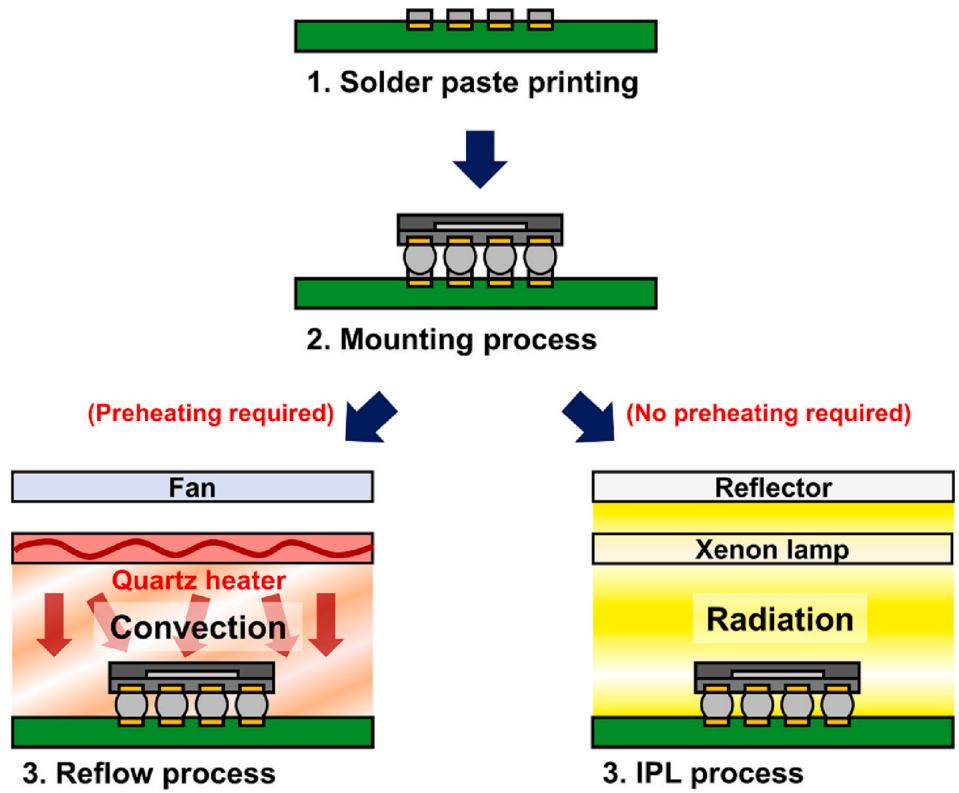 1. Solder paste printing
2. Mounting process
(Preheating required)
(No preheating required)
Fan
Quartz heater
Convection
3. Reflow process
Reflector
Xenon lamp
Radiation
3. IPL process